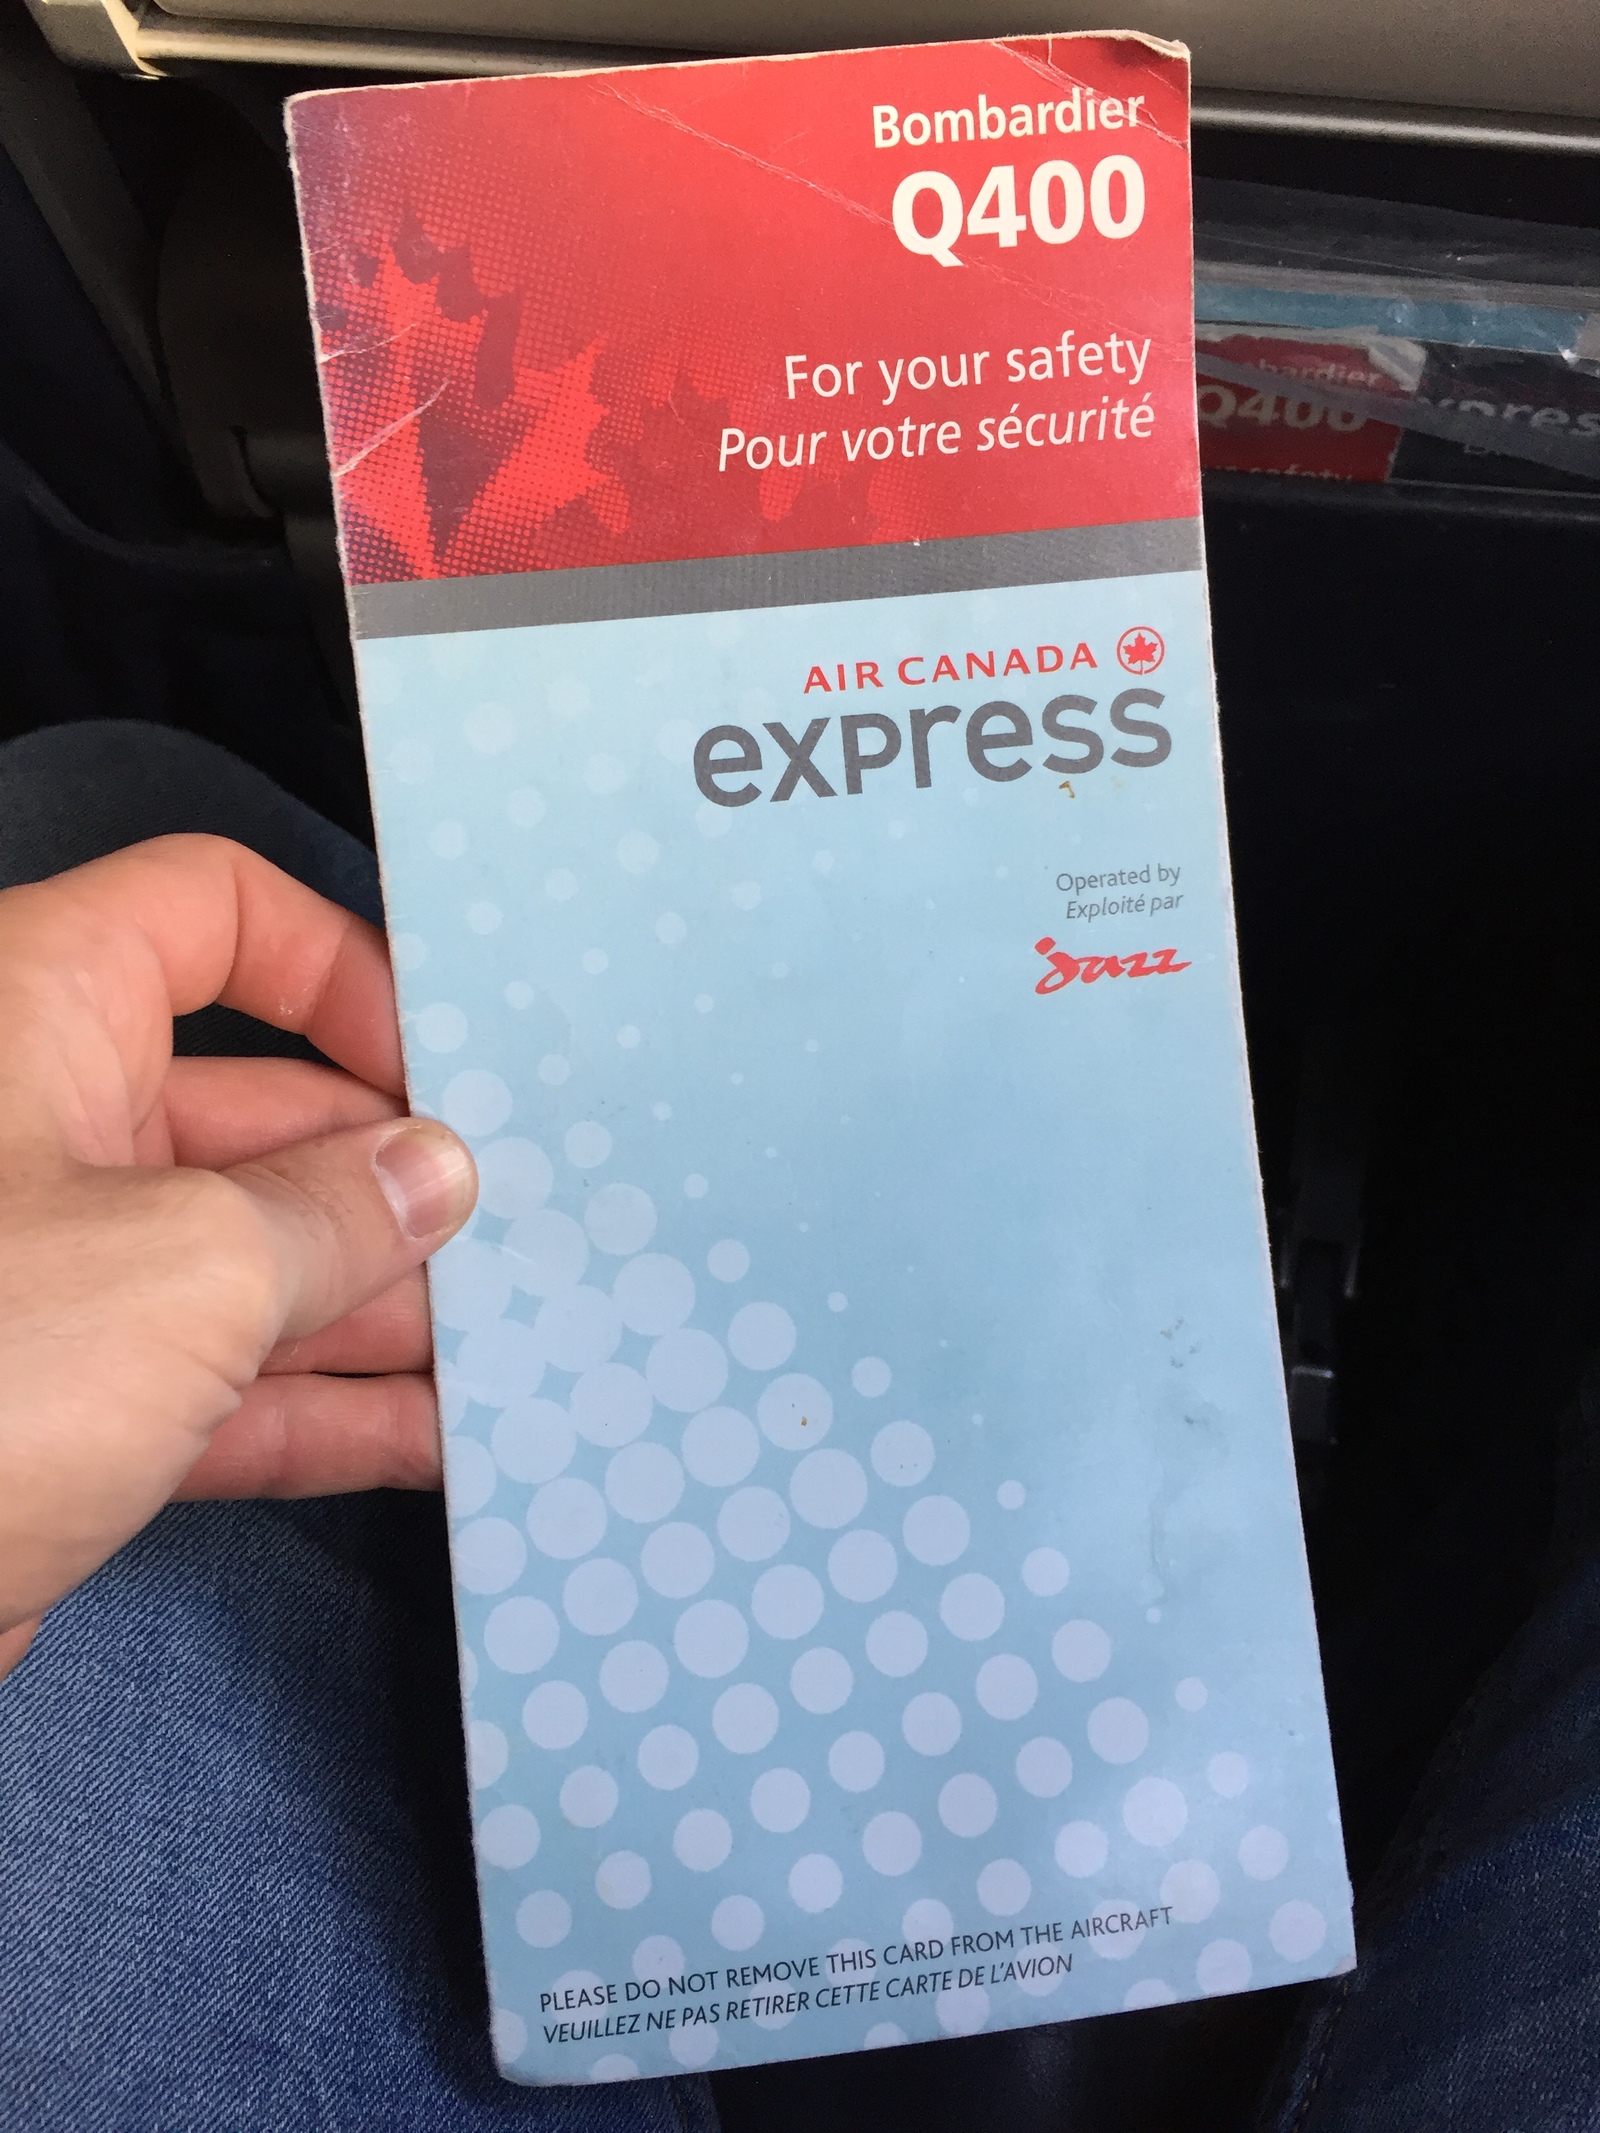 Bombardier
Q400
For your safety
Pour votre sécurité
AIR CANADA
express
Operated by
Exploité par
Jazz
PLEASE DO NOT REMOVE THIS CARD FROM THE AIRCRAFT
VEUILLEZ NE PAS RETIRER CETTE CARTE DE L'AVION
Q400